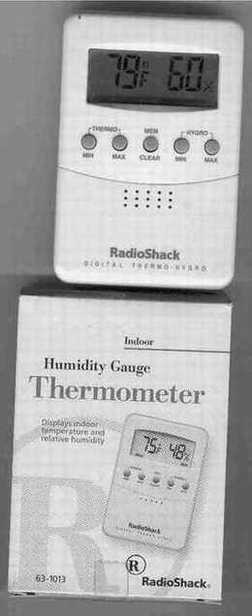 79°F 60%
THERMO MEM HYGRO
MIN MAX CLEAR MIN MAX
RadioShack
DIGITAL THERMO-HYGRO
Indoor
Humidity Gauge
Thermometer
Displays indoor
temperature and
relative humidity
75°F 48%
RadioShack
63-1013
®
RadioShack®